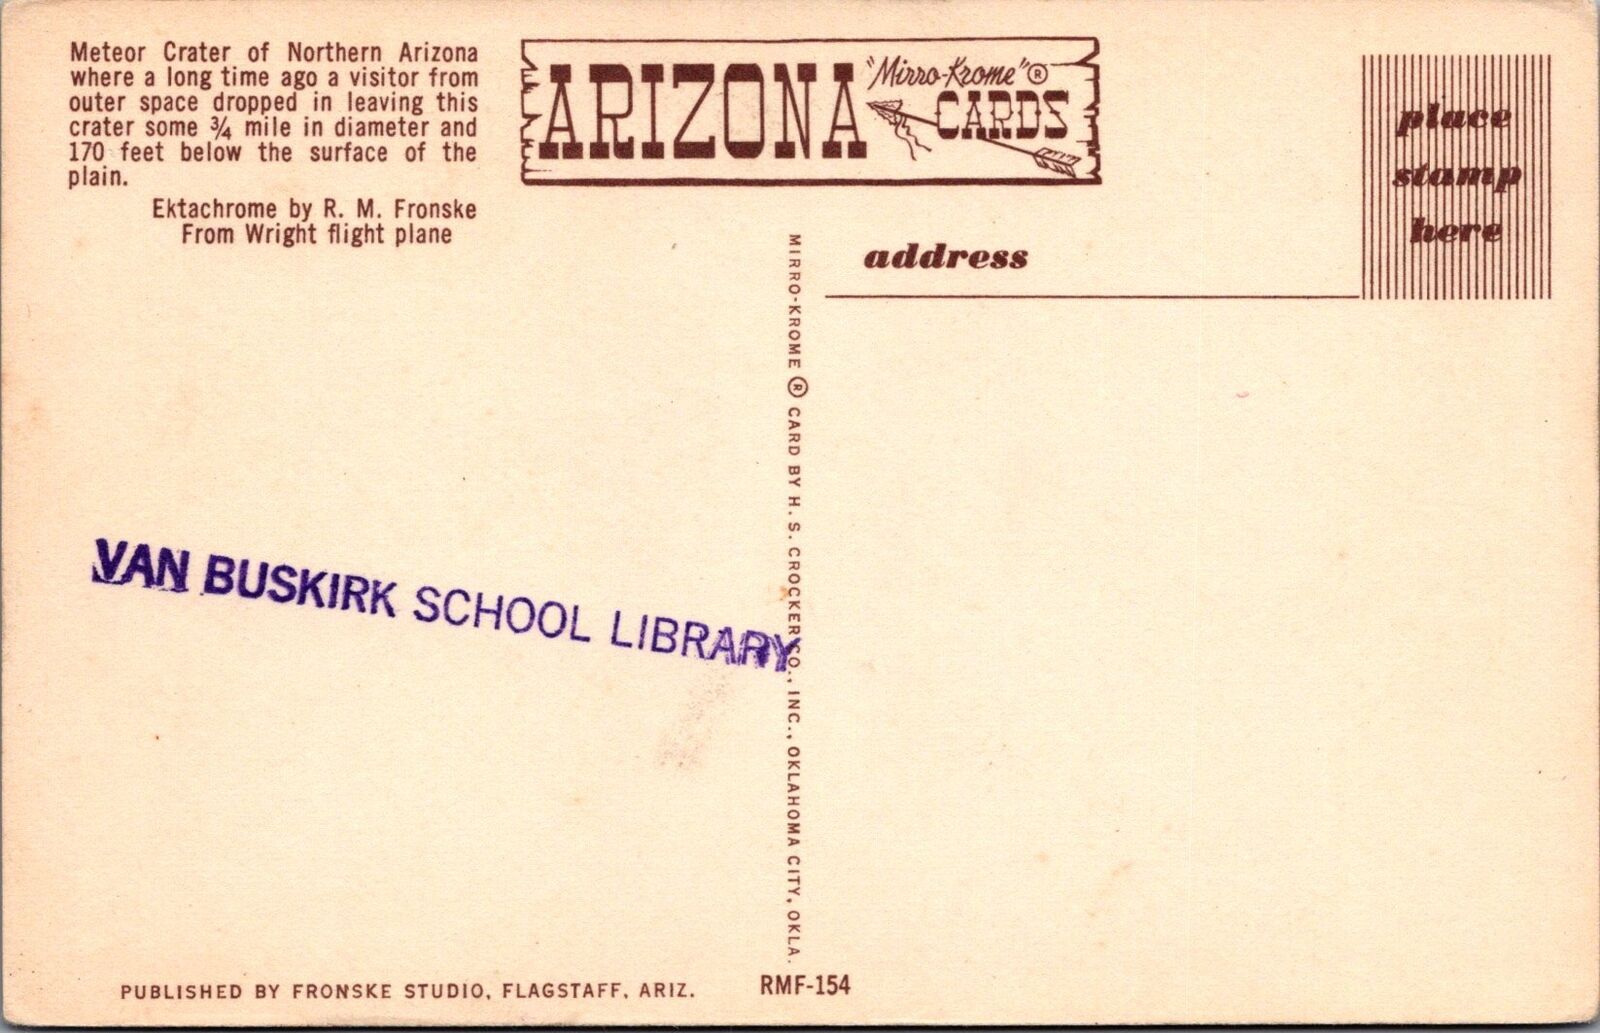 Meteor Crater of Northern Arizona
where a long time ago a visitor from
outer space dropped in leaving this
crater some ¾ mile in diameter and
170 feet below the surface of the
plain.
Ektachrome by R. M. Fronske
From Wright flight plane
ARIZONA
"Mirro-Krome"®
CARDS
place
stamp
here
address
MIRRO-KROME ® CARD BY H. S. CROCKER CO., INC., OKLAHOMA CITY, OKLA.
VAN BUSKIRK SCHOOL LIBRARY
PUBLISHED BY FRONSKE STUDIO, FLAGSTAFF, ARIZ.
RMF-154